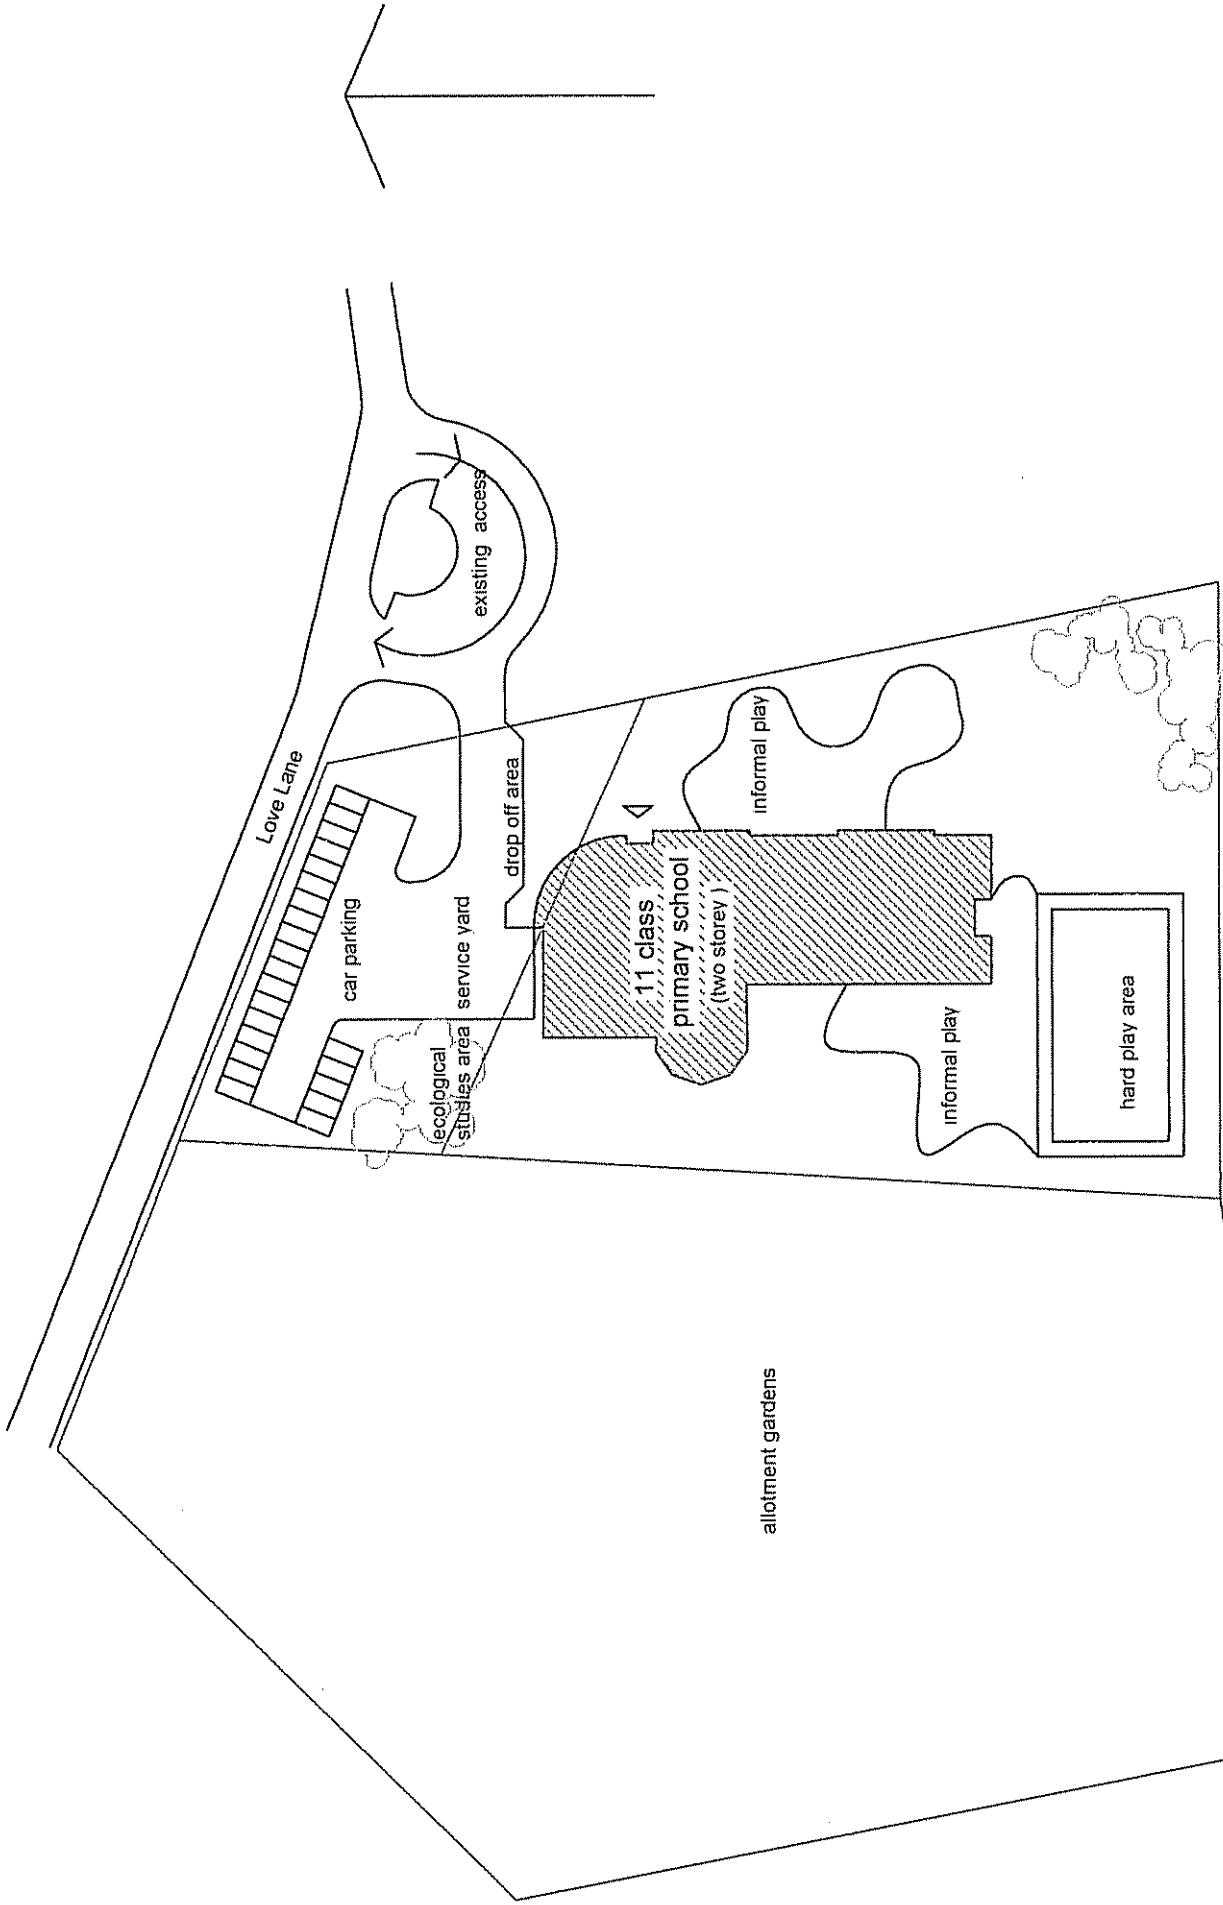 Love Lane
existing access
car parking
drop off area
ecological
studies area
service yard
11 class
primary school
(two storey )
informal play
informal play
hard play area
allotment gardens